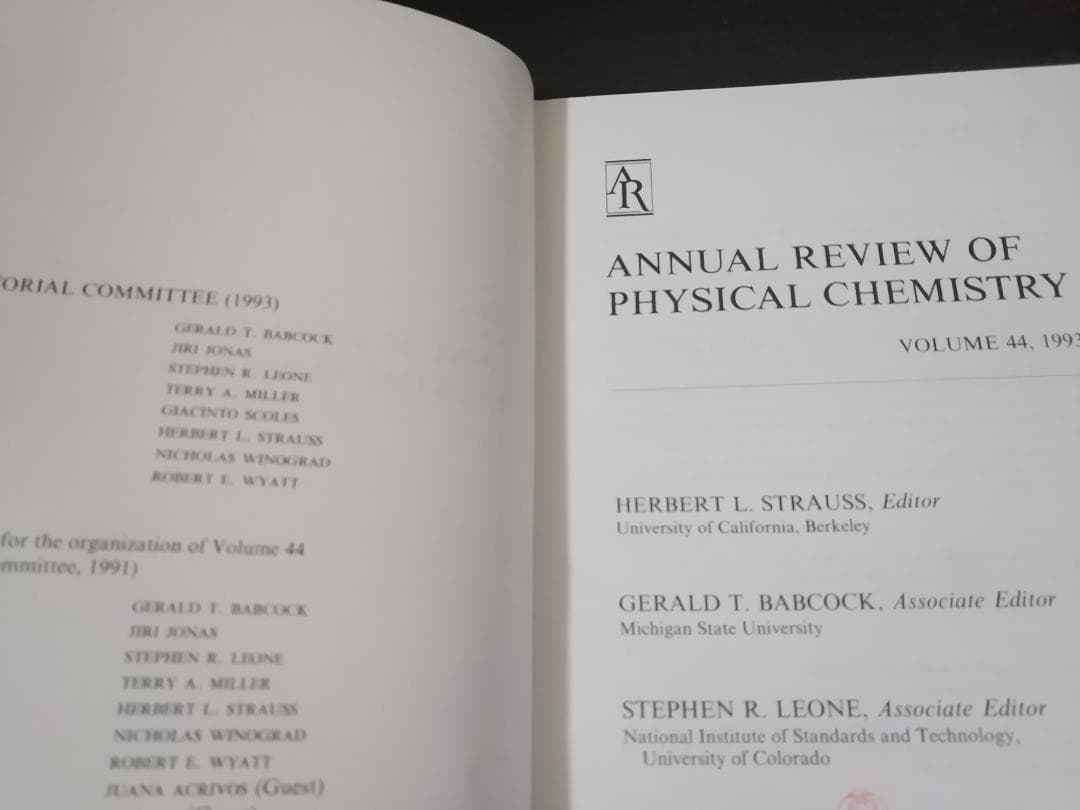 ORIAL COMMITTEE (1993)
GERALD T. BABCOCK
JIRI JONAS
STEPHEN R. LEONE
TERRY A. MILLER
GIACINTO SCOLES
HERBERT L. STRAUSS
NICHOLAS WINOGRAD
ROBERT E. WYATT
for the organization of Volume 44
mmittee, 1991)
GERALD T. BABCOCK
JIRI JONAS
STEPHEN R. LEONE
TERRY A. MILLER
HERBERT L. STRAUSS
NICHOLAS WINOGRAD
ROBERT E. WYATT
JUANA ACRIVOS (Guest)
AR
ANNUAL REVIEW OF
PHYSICAL CHEMISTRY
VOLUME 44, 1993
HERBERT L. STRAUSS, Editor
University of California, Berkeley
GERALD T. BABCOCK, Associate Editor
Michigan State University
STEPHEN R. LEONE, Associate Editor
National Institute of Standards and Technology,
University of Colorado